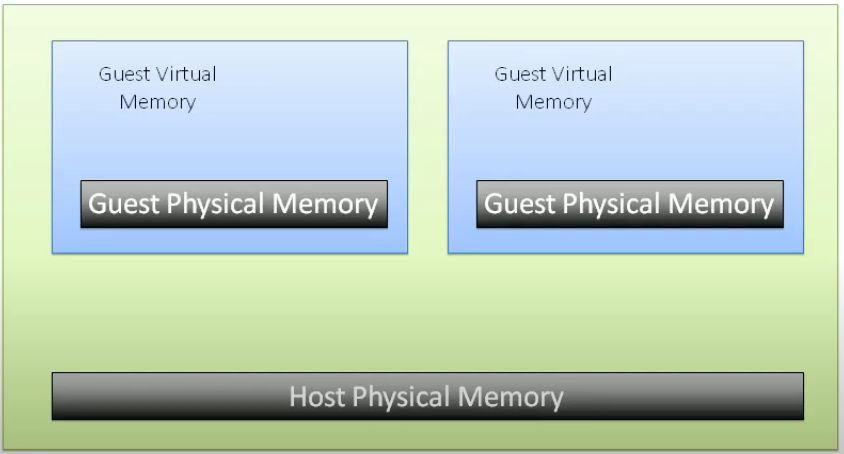 Guest Virtual
Memory
Guest Physical Memory
Guest Virtual
Memory
Guest Physical Memory
Host Physical Memory